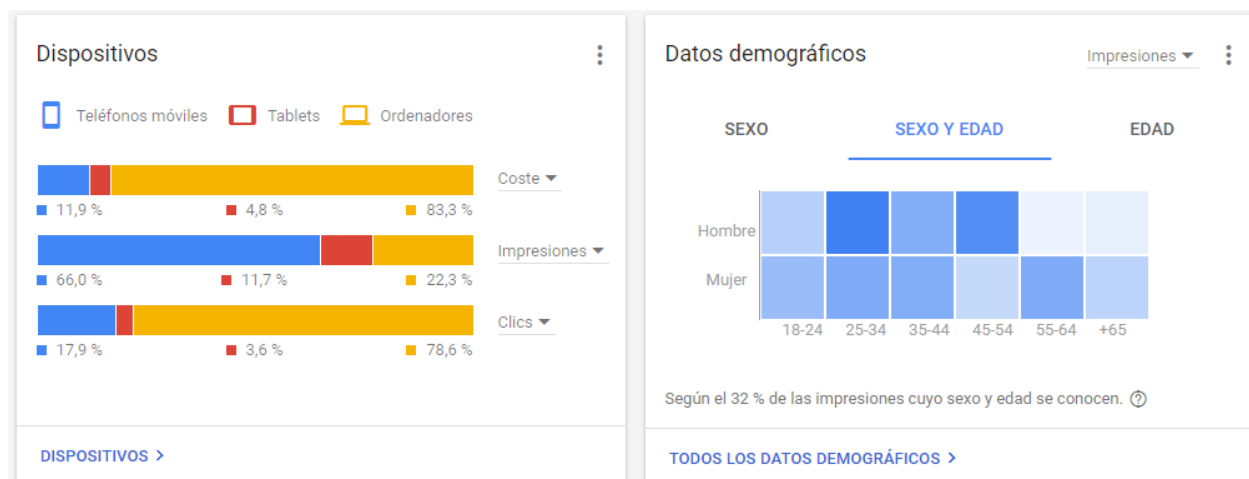 Dispositivos
Teléfonos móviles Tablets Ordenadores
Coste
11,9 % 4,8 % 83,3 %
Impresiones
66,0 % 11,7 % 22,3 %
Clics
17,9 % 3,6 % 78,6 %
DISPOSITIVOS >
Datos demográficos
Impresiones
SEXO SEXO Y EDAD EDAD
Hombre
Mujer
18-24 25-34 35-44 45-54 55-64 +65
Según el 32 % de las impresiones cuyo sexo y edad se conocen. ?
TODOS LOS DATOS DEMOGRÁFICOS >